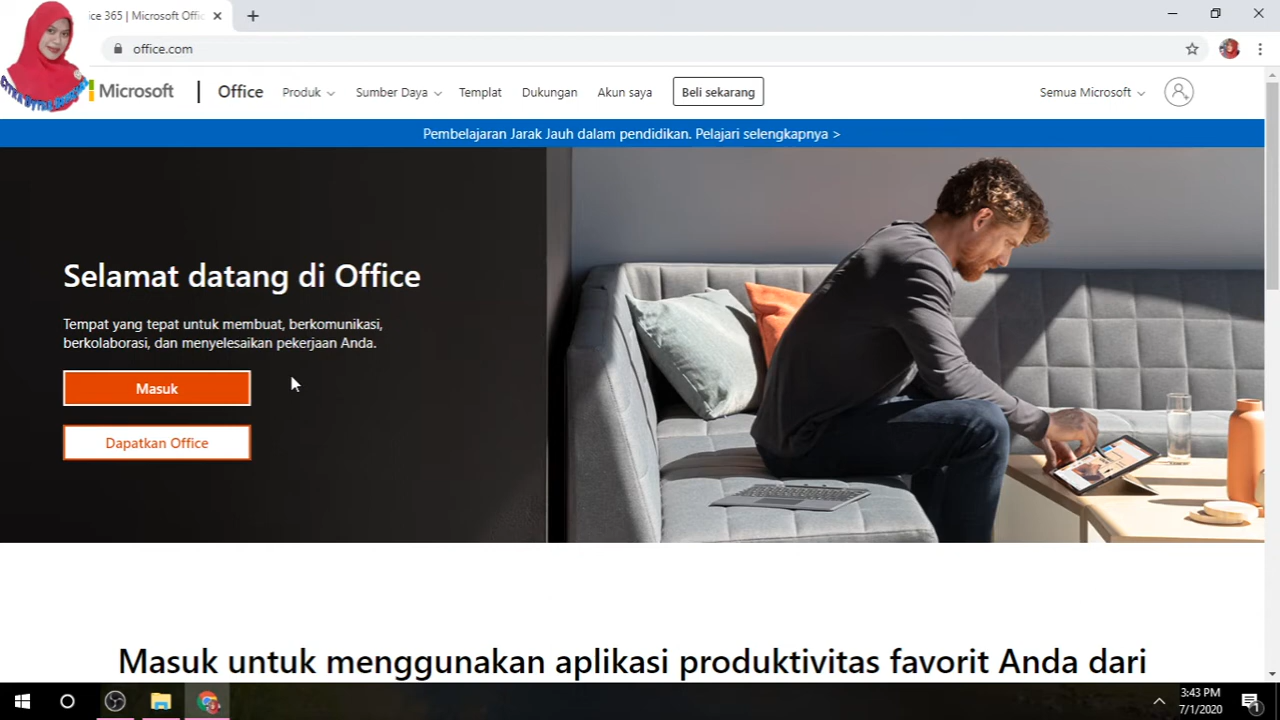 ice 365 | Microsoft Offic
office.com
Microsoft
Office
Produk
Sumber Daya
Templat
Dukungan
Akun saya
Beli sekarang
Semua Microsoft
Pembelajaran Jarak Jauh dalam pendidikan. Pelajari selengkapnya >
Selamat datang di Office
Tempat yang tepat untuk membuat, berkomunikasi,
berkolaborasi, dan menyelesaikan pekerjaan Anda.
Masuk
Dapatkan Office
Masuk untuk menggunakan aplikasi produktivitas favorit Anda dari
3:43 PM
7/1/2020
1